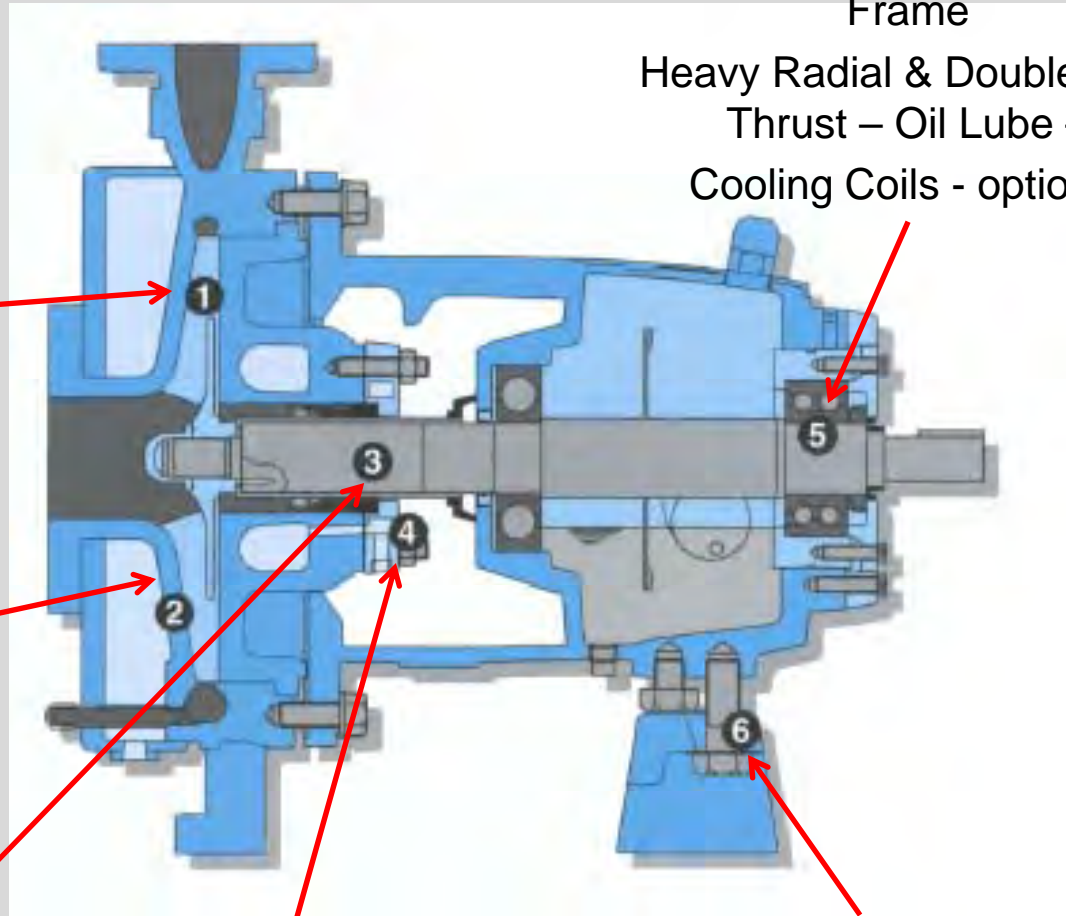 Frame
Heavy Radial & Double
Thrust – Oil Lube -
Cooling Coils - optio
1
5
3
4
2
6